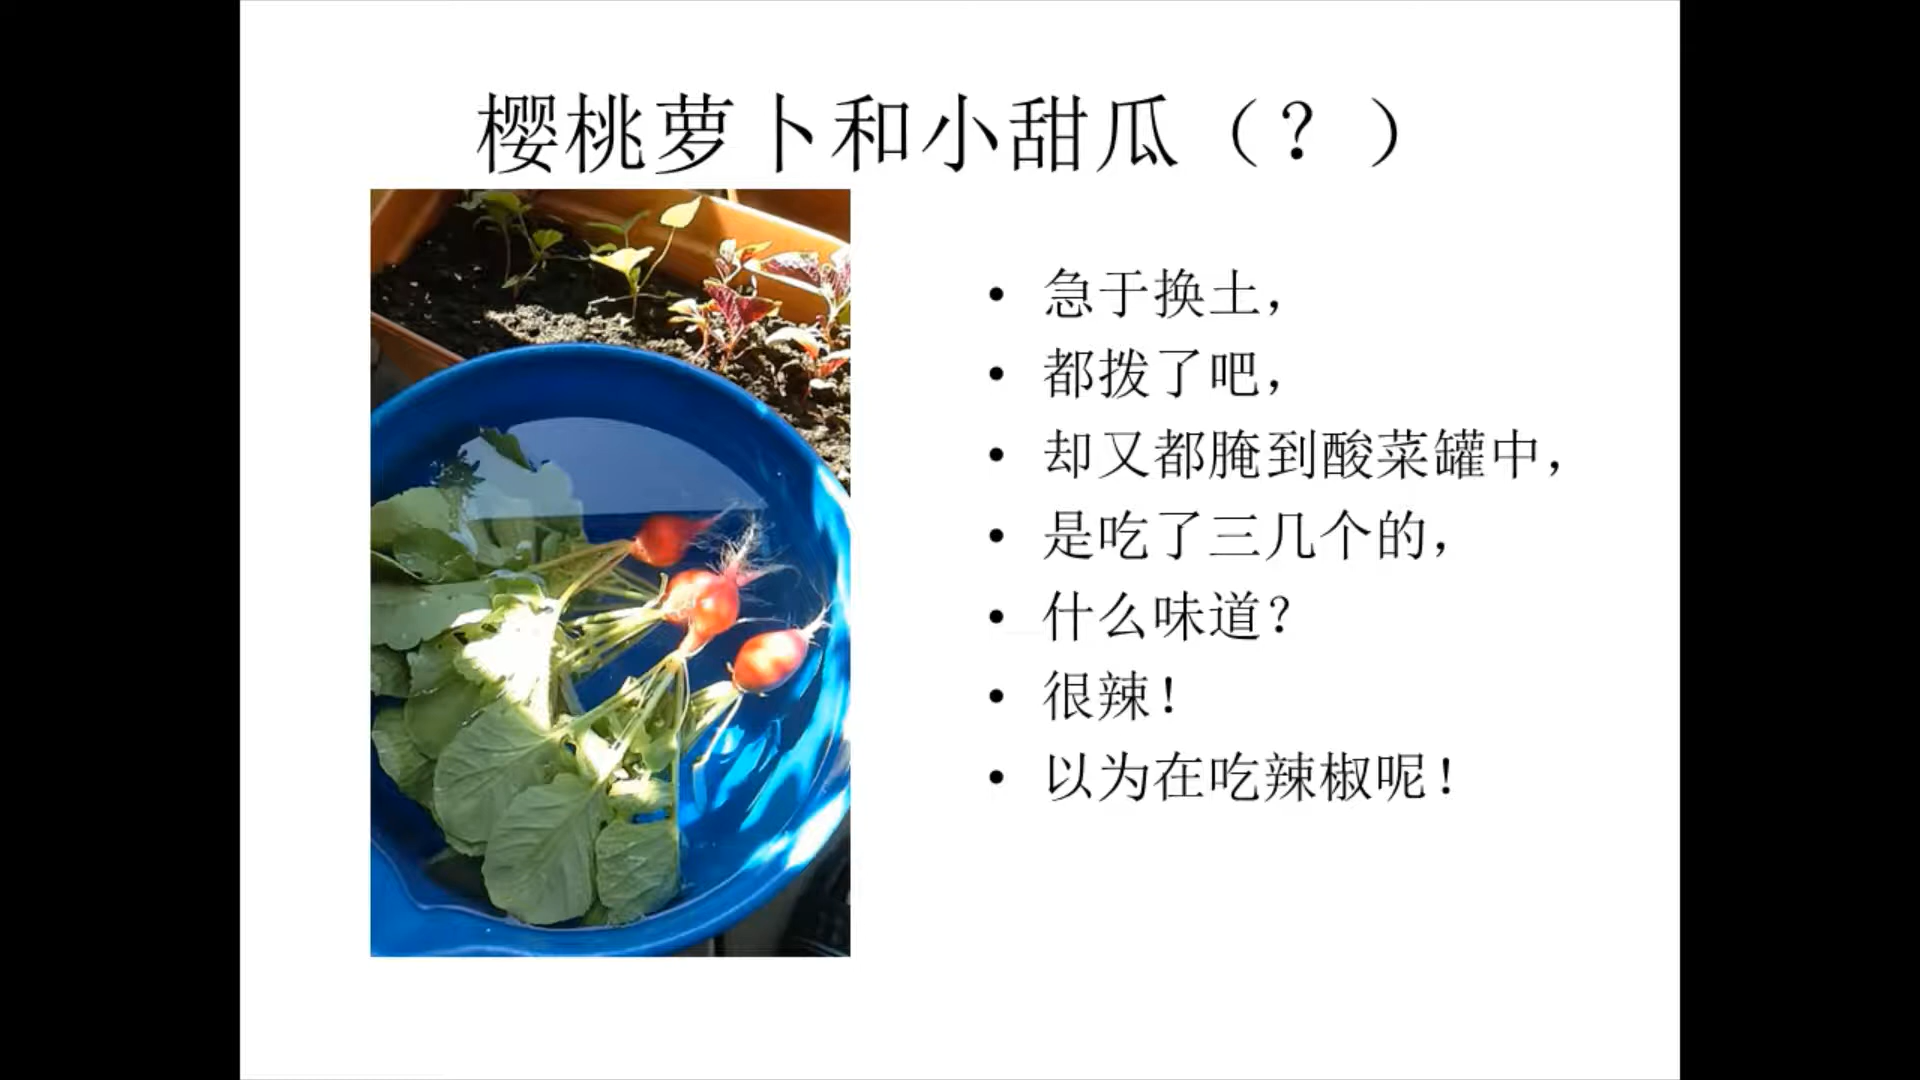 樱桃萝卜和小甜瓜（？）
• 急于换土，
• 都拨了吧，
• 却又都腌到酸菜罐中，
• 是吃了三几个的，
• 什么味道？
• 很辣！
• 以为在吃辣椒呢！